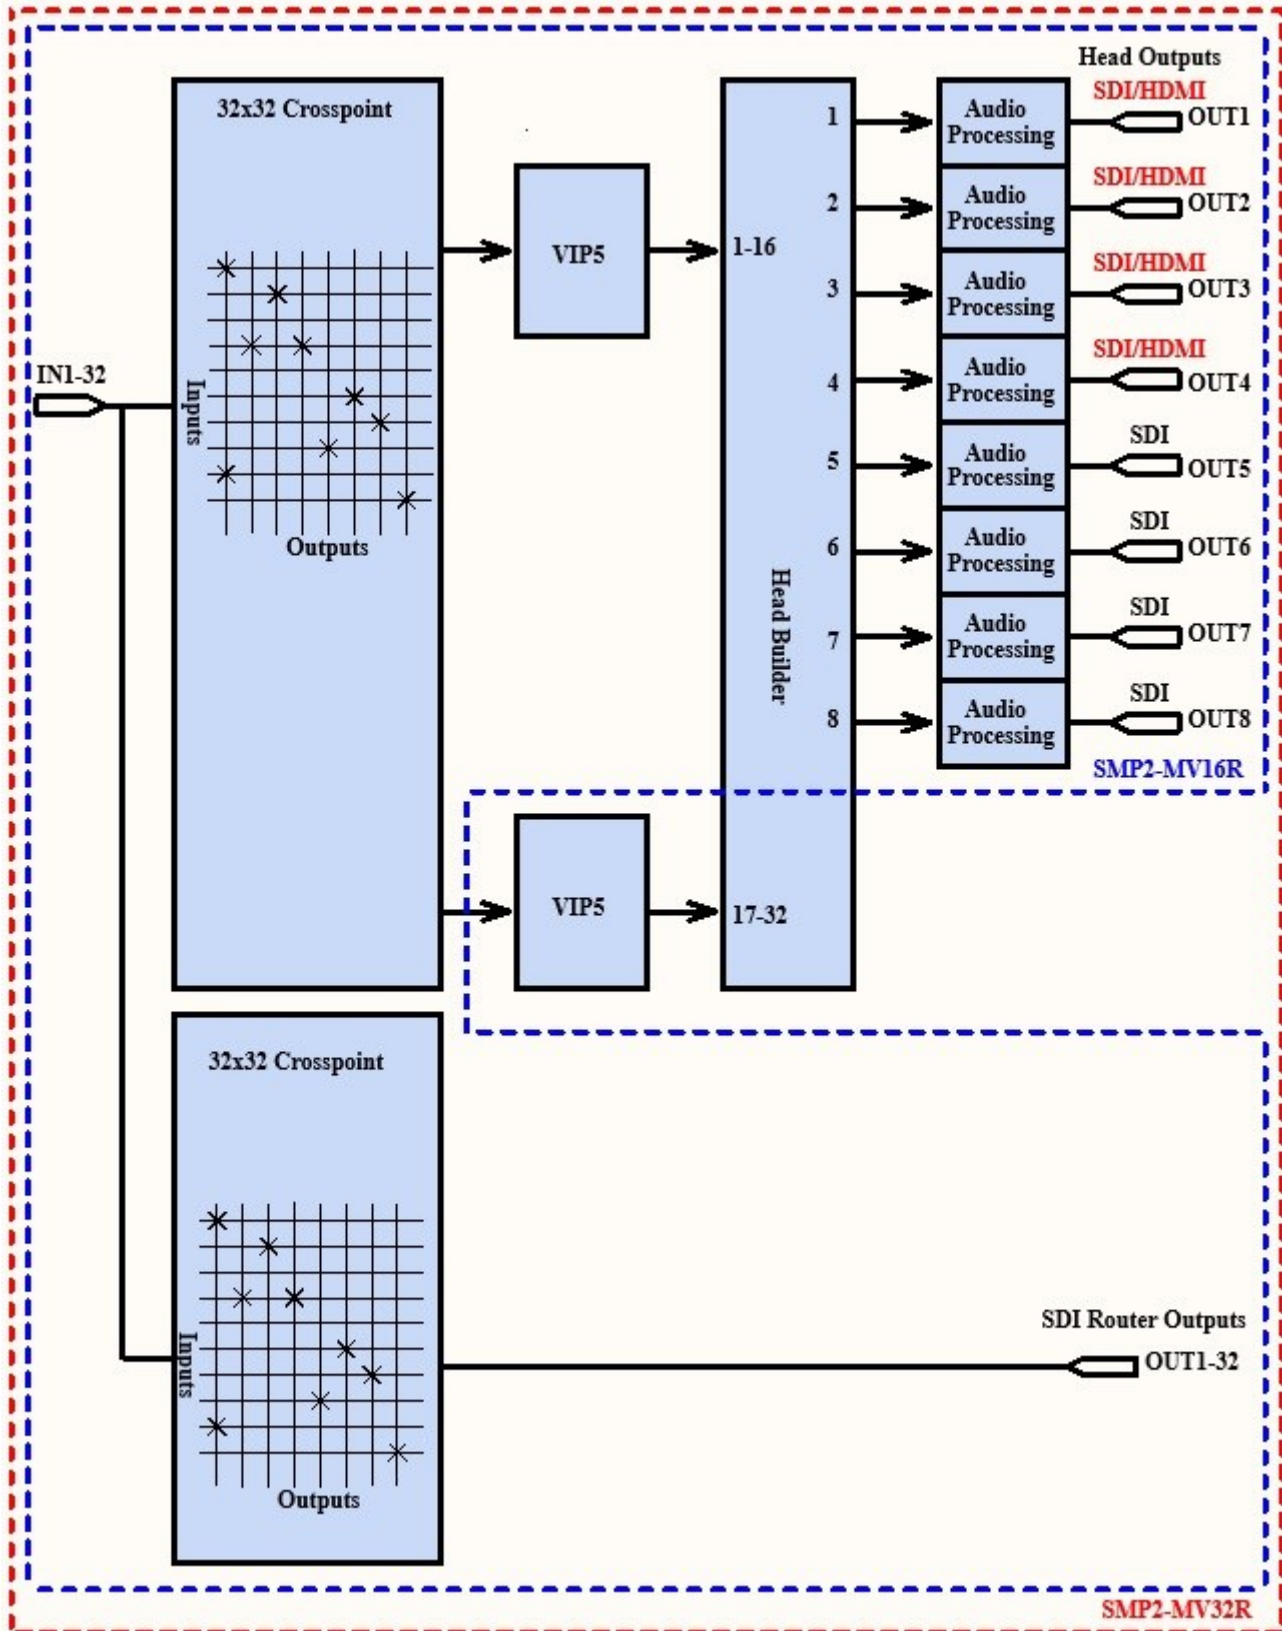 Head Outputs
32x32 Crosspoint
SDI/HDMI
1
Audio
Processing
OUT1
SDI/HDMI
2
Audio
Processing
OUT2
VIP5
1-16
SDI/HDMI
3
Audio
Processing
OUT3
SDI/HDMI
4
Audio
Processing
OUT4
IN1-32
Inputs
Outputs
SDI
5
Audio
Processing
OUT5
SDI
6
Audio
Processing
OUT6
Head Builder
SDI
7
Audio
Processing
OUT7
SDI
8
Audio
Processing
OUT8
SMP2-MV16R
VIP5
17-32
32x32 Crosspoint
Inputs
Outputs
SDI Router Outputs
OUT1-32
SMP2-MV32R